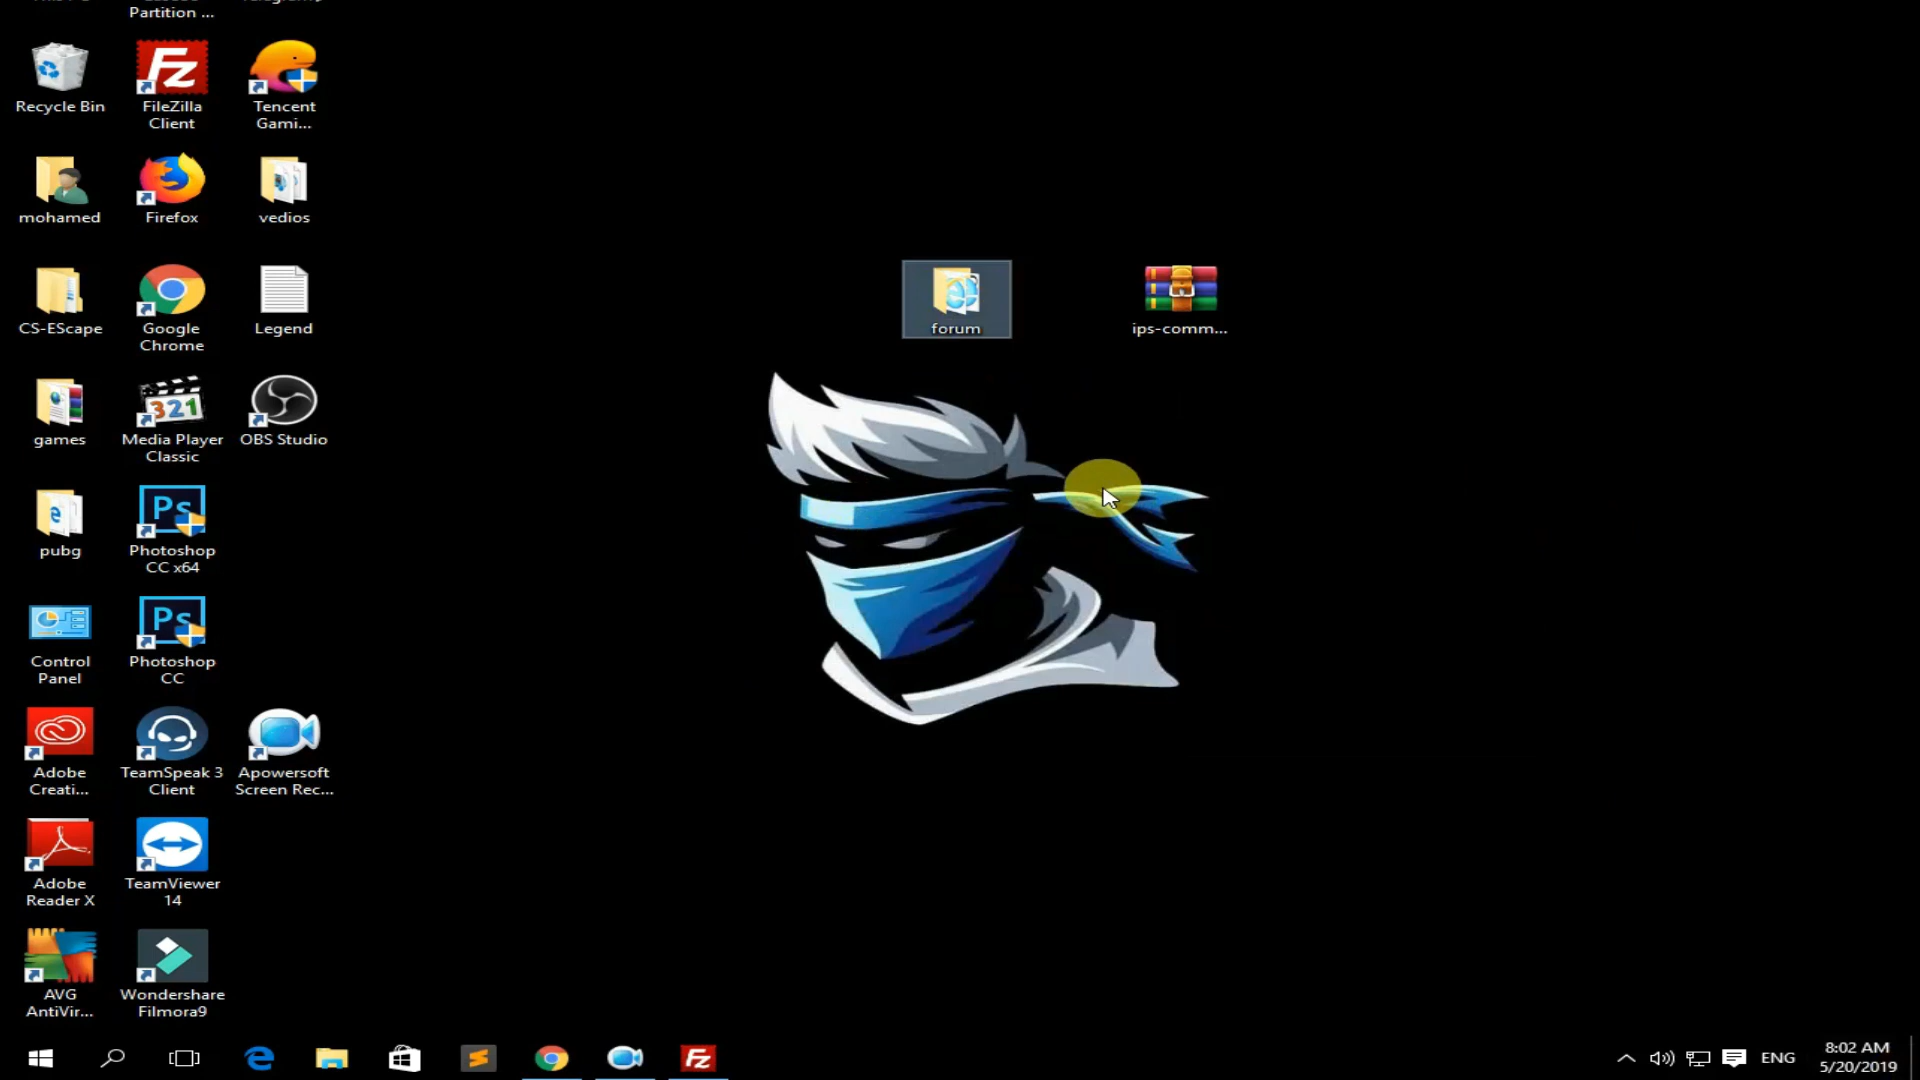 Partition ...
Recycle Bin
FileZilla
Client
Tencent
Gami...
mohamed
Firefox
vedios
CS-EScape
Google
Chrome
Legend
forum
ips-comm...
games
Media Player
Classic
OBS Studio
pubg
Photoshop
CC x64
Control
Panel
Photoshop
CC
Adobe
Creati...
TeamSpeak 3
Client
Apowersoft
Screen Rec...
Adobe
Reader X
TeamViewer
14
AVG
AntiVir...
Wondershare
Filmora9
ENG
8:02 AM
5/20/2019